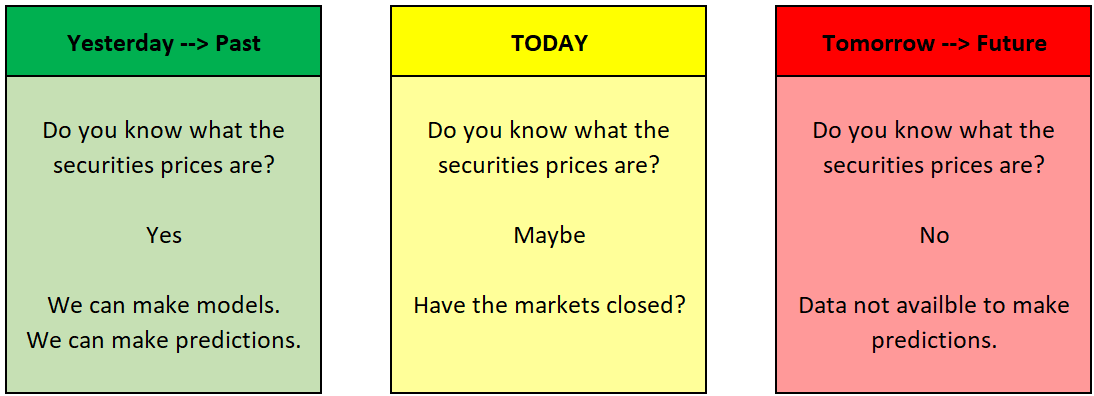 Yesterday --> Past
Do you know what the
securities prices are?
Yes
We can make models.
We can make predictions.
TODAY
Do you know what the
securities prices are?
Maybe
Have the markets closed?
Tomorrow --> Future
Do you know what the
securities prices are?
No
Data not availble to make
predictions.